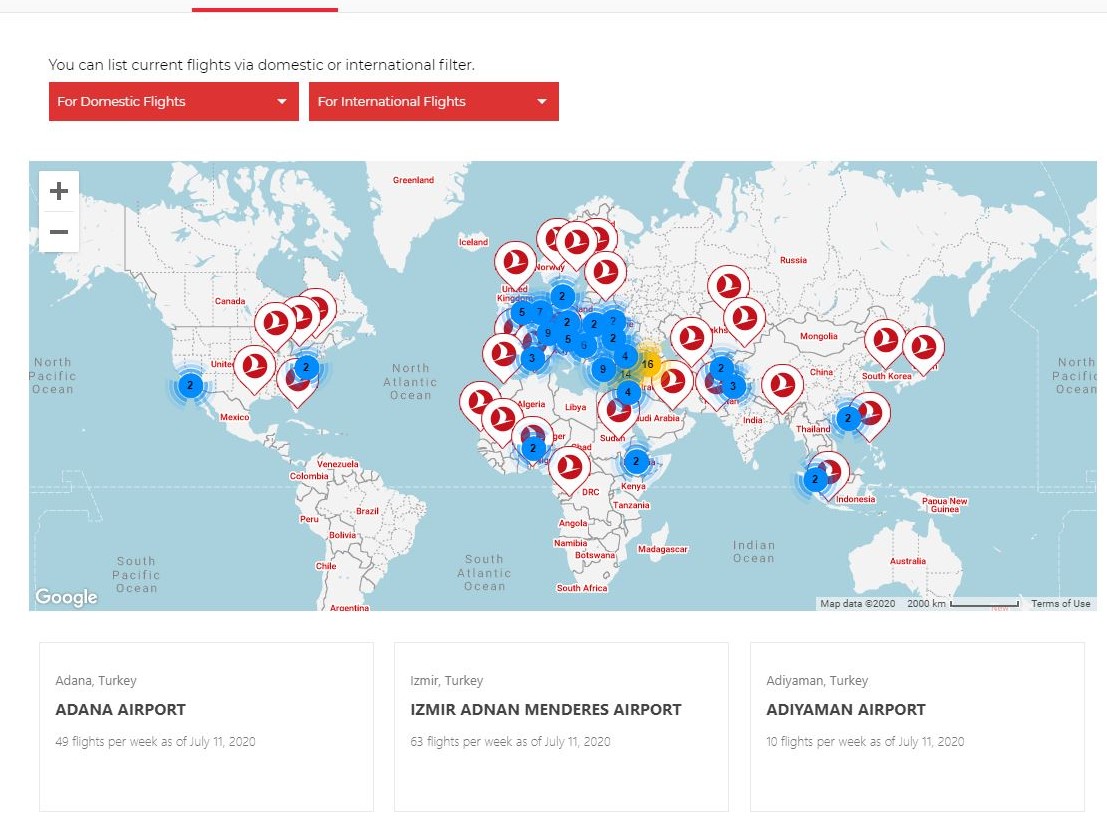 You can list current flights via domestic or international filter.
For Domestic Flights
For International Flights
Greenland
Iceland
Norway
Russia
United
Kingdom
2
Canada
5
7
2
2
2
9
5
2
6
4
16
14
9
3
4
Mongolia
North
Pacific
Ocean
2
2
North
Atlantic
Ocean
2
3
China
South Korea
North
Pacific
Ocean
Mexico
Algeria
Libya
India
Thailand
2
Sudan
2
2
Kenya
2
Venezuela
Colombia
DRC
Tanzania
Indonesia
Papua New
Guinea
Peru
Brazil
Bolivia
Angola
Namibia
Botswana
Madagascar
South
Pacific
Ocean
Chile
South
Atlantic
Ocean
Indian
Ocean
Australia
South Africa
Argentina
Google
Map data ©2020
2000 km
Terms of Use
Adana, Turkey
ADANA AIRPORT
49 flights per week as of July 11, 2020
Izmir, Turkey
IZMIR ADNAN MENDERES AIRPORT
63 flights per week as of July 11, 2020
Adiyaman, Turkey
ADIYAMAN AIRPORT
10 flights per week as of July 11, 2020